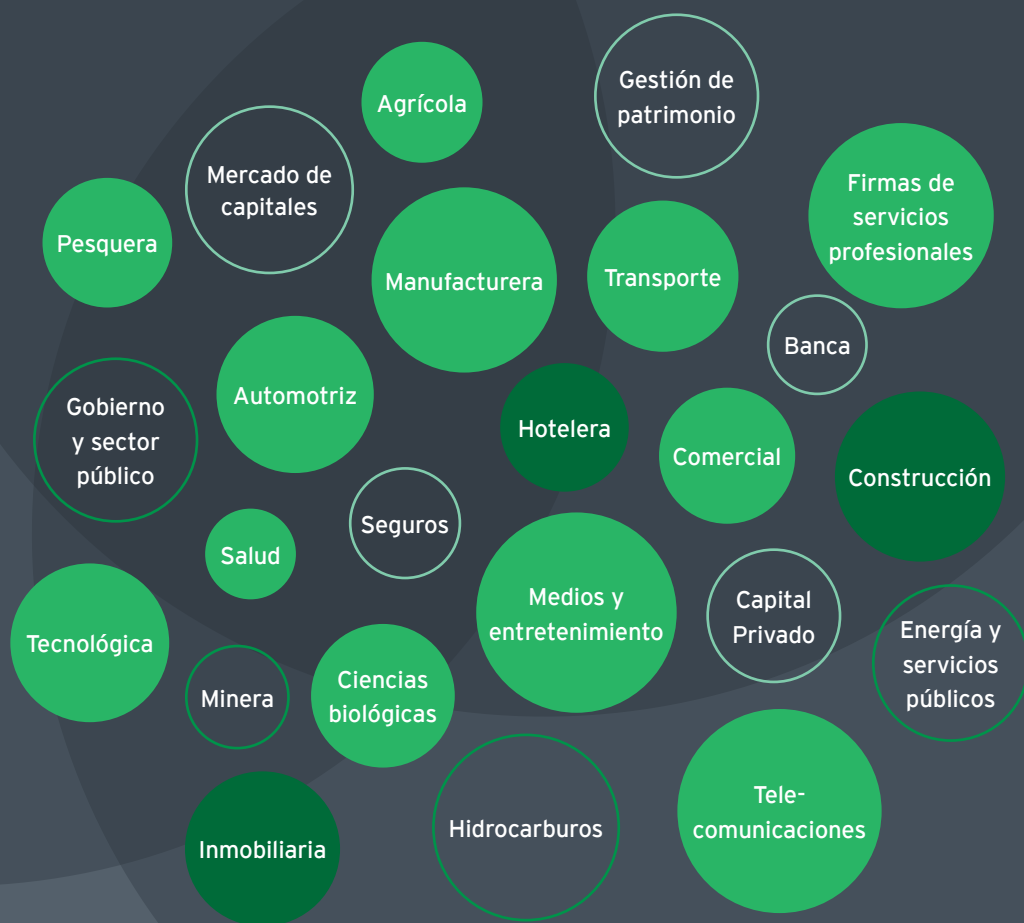 Gestión de
patrimonio
Agrícola
Mercado de
capitales
Firmas de
servicios
profesionales
Pesquera
Manufacturera
Transporte
Banca
Automotriz
Gobierno
y sector
público
Hotelera
Comercial
Construcción
Seguros
Salud
Medios y
entretenimiento
Capital
Privado
Tecnológica
Energía y
servicios
públicos
Minera
Ciencias
biológicas
Tele-
comunicaciones
Hidrocarburos
Inmobiliaria